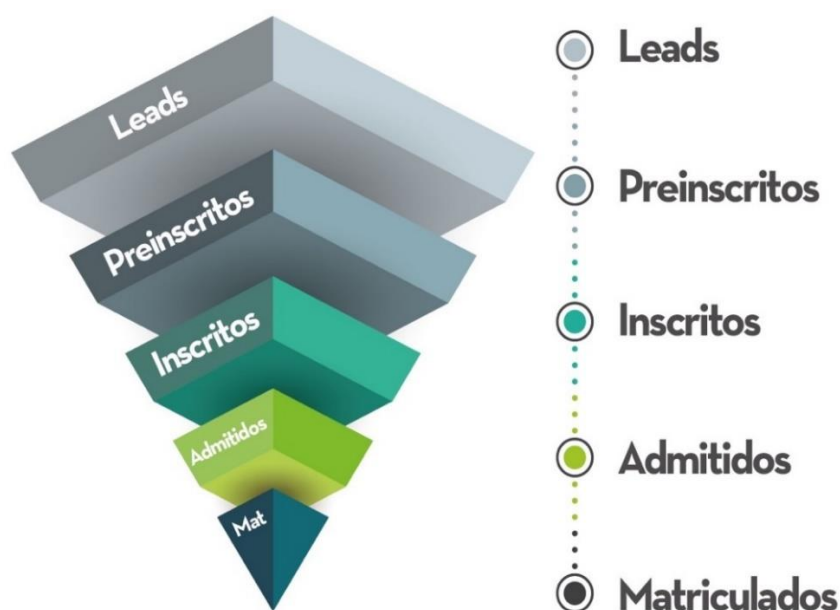 Leads
Preinscritos
Inscritos
Admitidos
Mat
Leads
Preinscritos
Inscritos
Admitidos
Matriculados